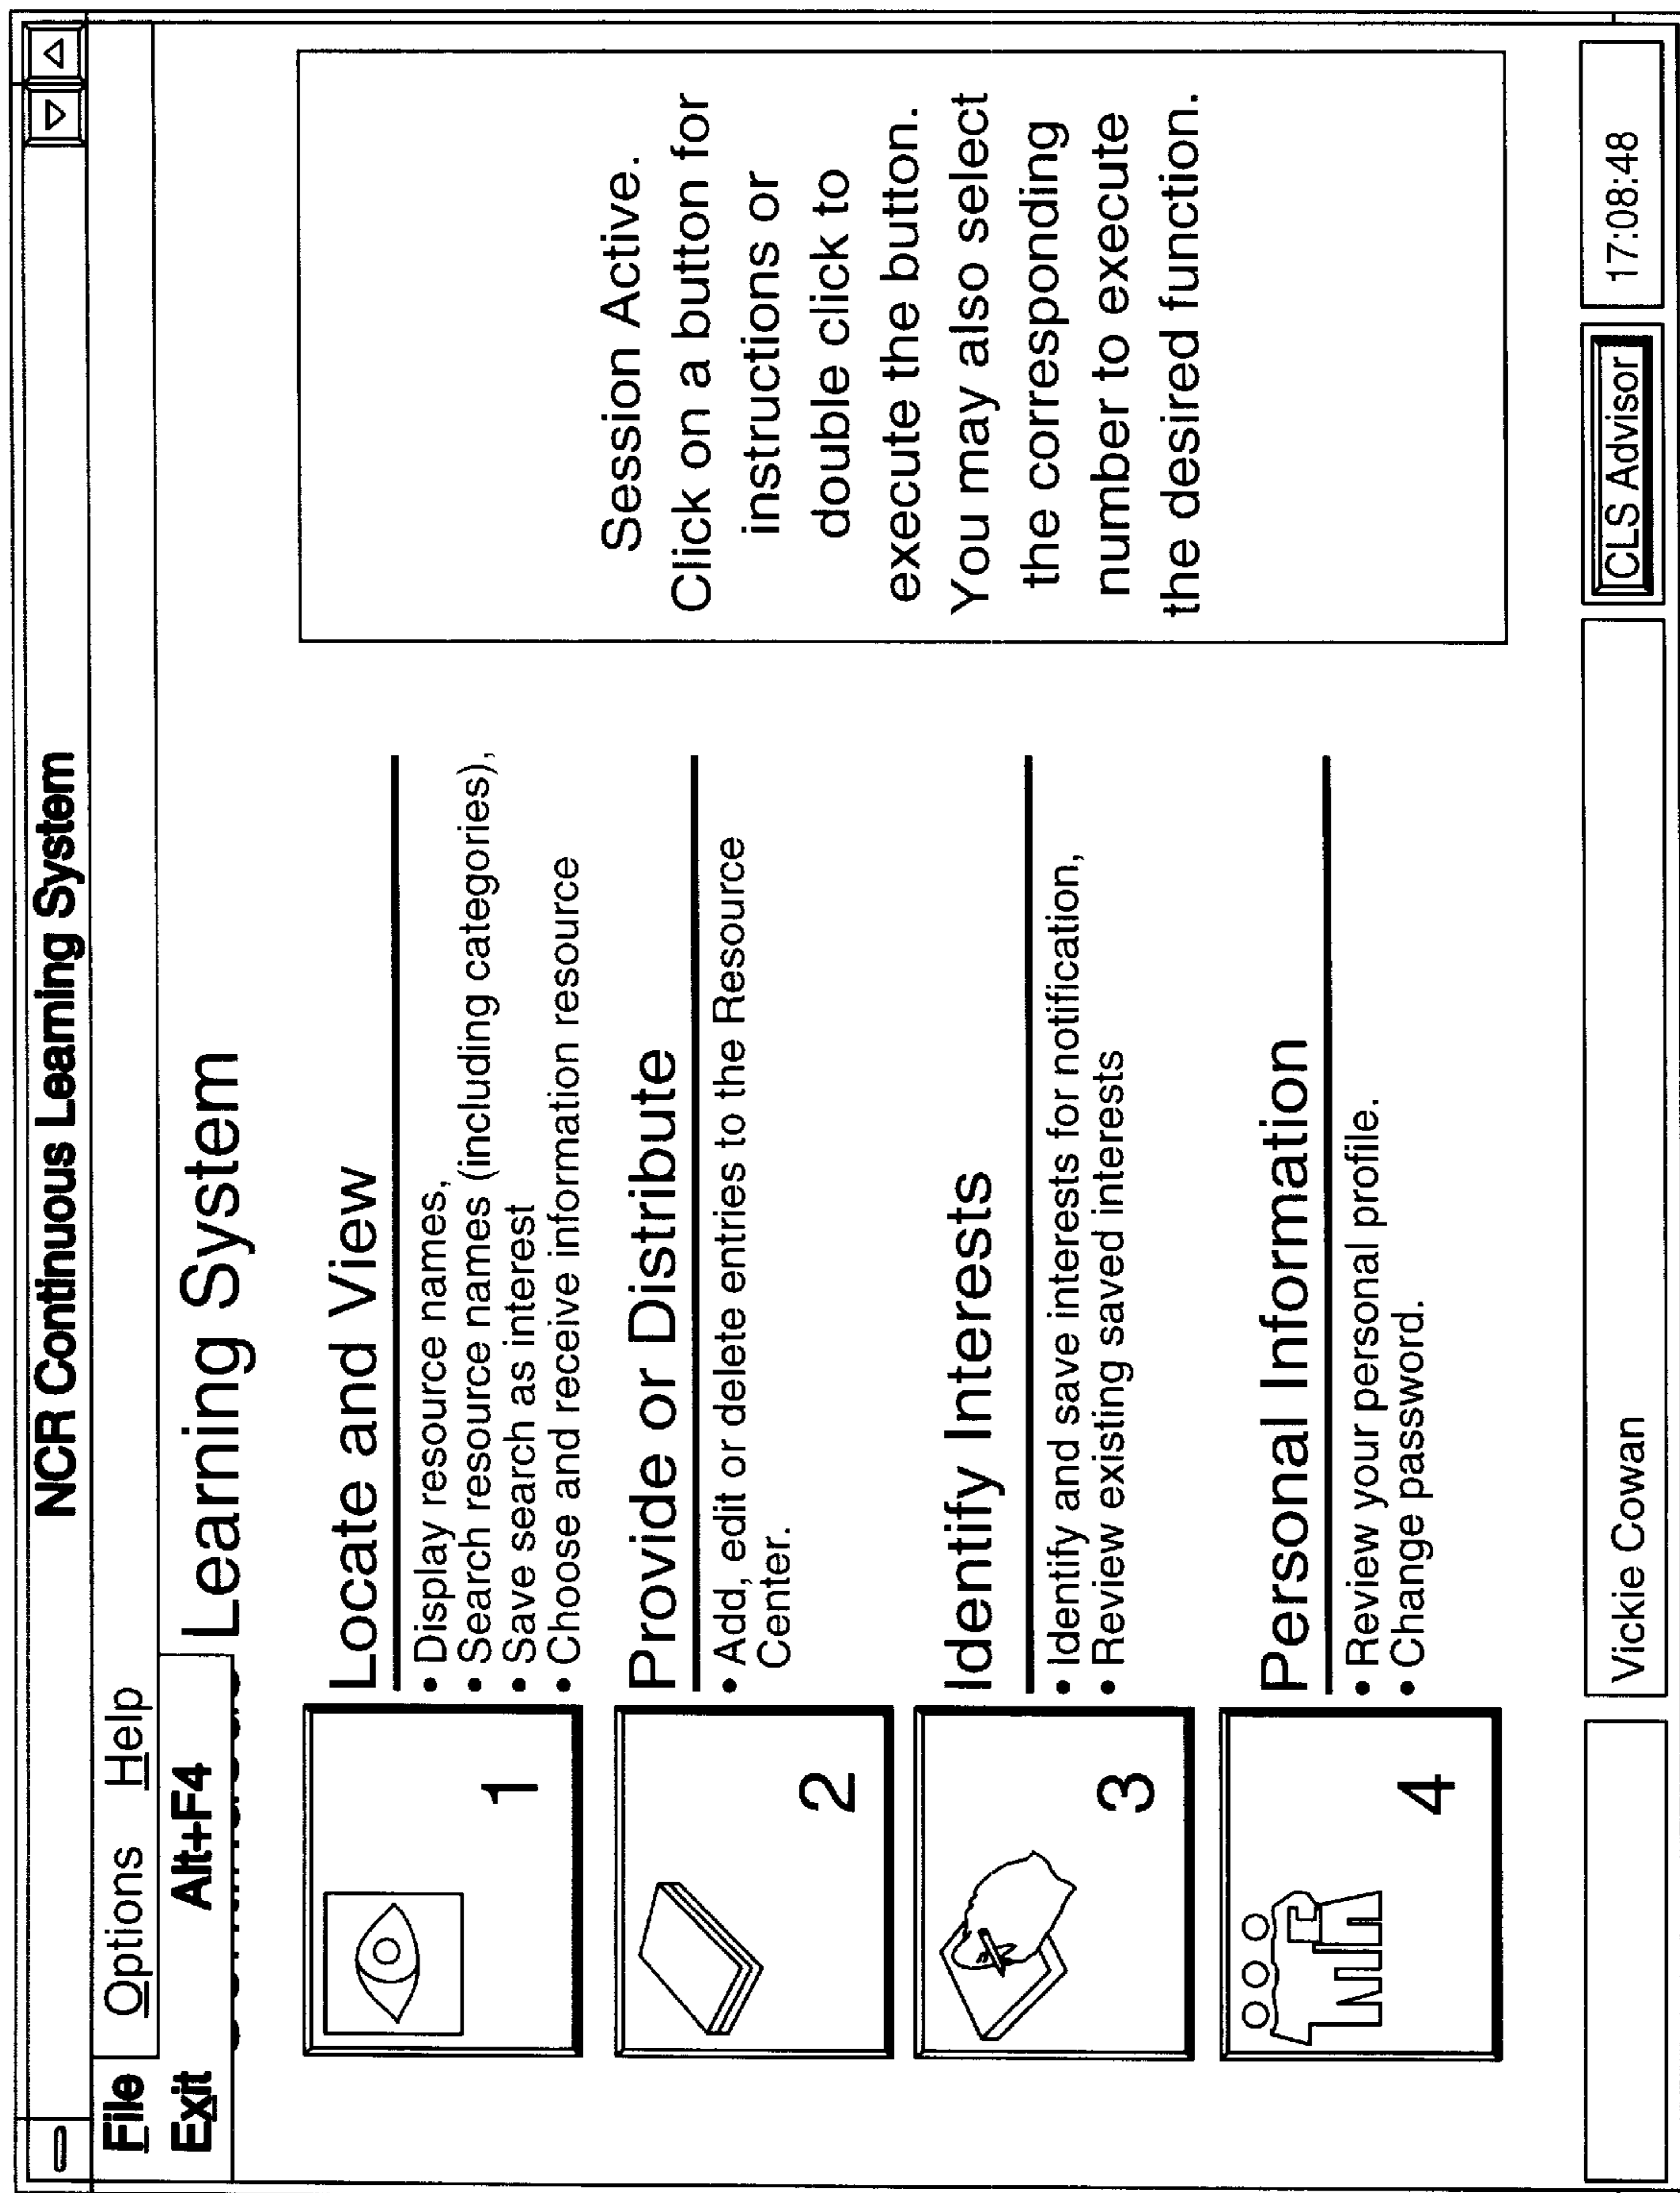 NCR Continuous Learning System
File Options Help
Exit Alt+F4
Learning System
1
Locate and View
• Display resource names,
• Search resource names (including categories),
• Save search as interest
• Choose and receive information resource
2
Provide or Distribute
• Add, edit or delete entries to the Resource
Center.
3
Identify Interests
• Identify and save interests for notification,
• Review existing saved interests
4
Personal Information
• Review your personal profile.
• Change password.
Session Active.
Click on a button for
instructions or
double click to
execute the button.
You may also select
the corresponding
number to execute
the desired function.
Vickie Cowan
CLS Advisor
17:08:48